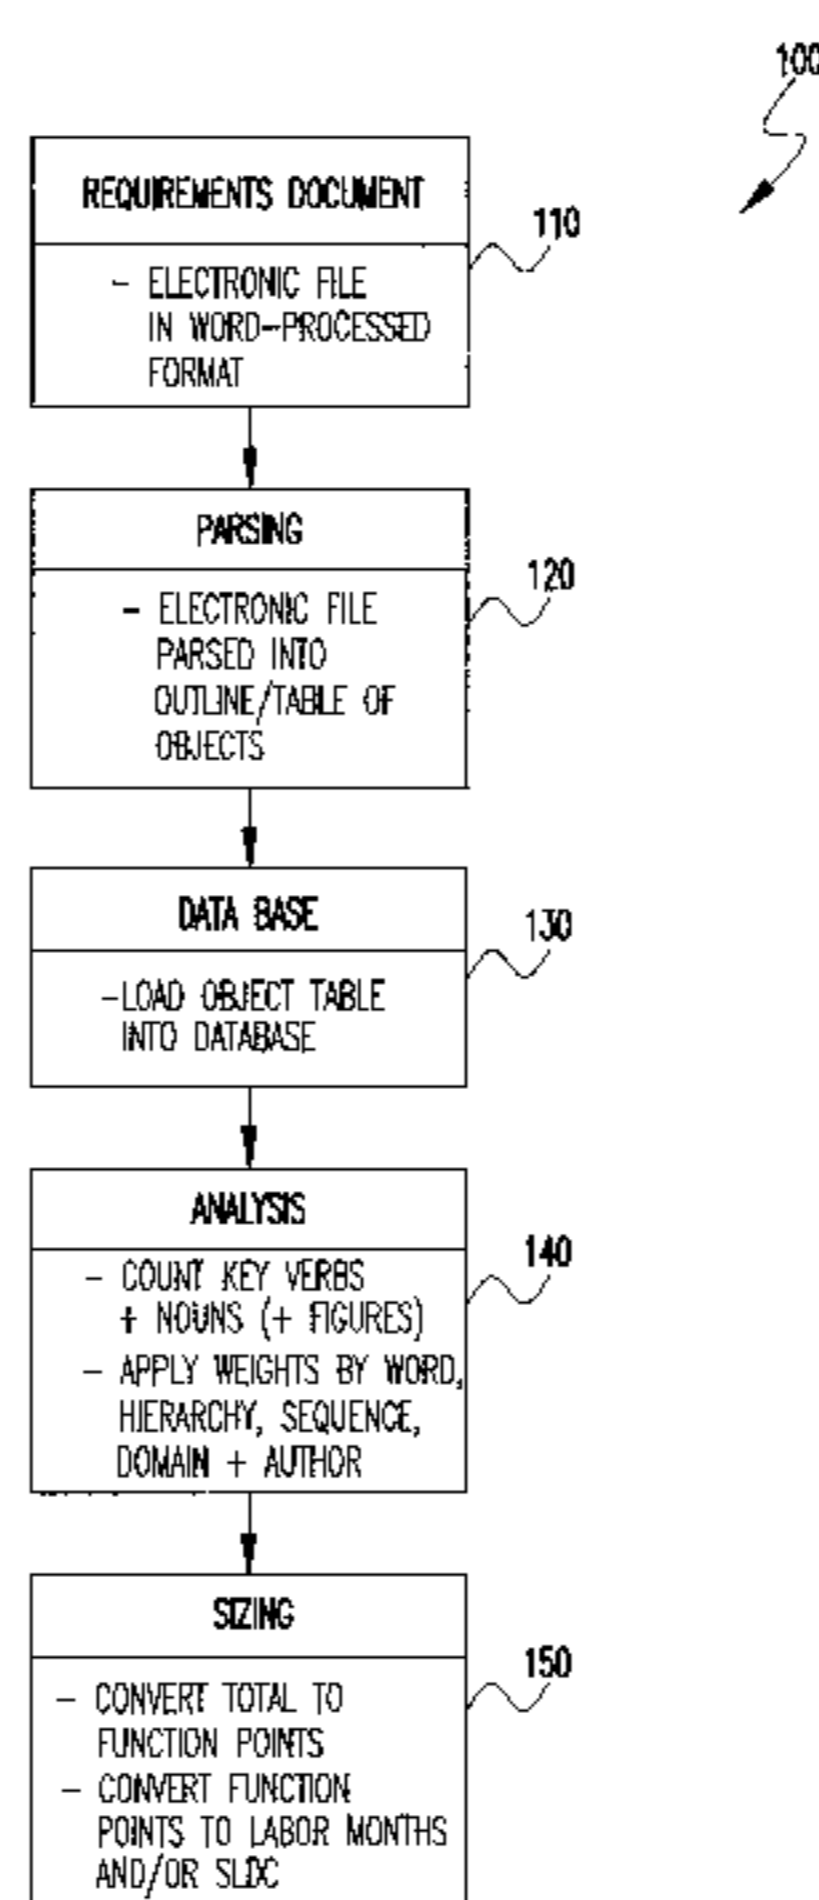 100
REQUIREMENTS DOCUMENT
110
- ELECTRONIC FILE
IN WORD-PROCESSED
FORMAT
PARSING
120
- ELECTRONIC FILE
PARSED INTO
OUTLINE/TABLE OF
OBJECTS
DATA BASE
130
-LOAD OBJECT TABLE
INTO DATABASE
ANALYSIS
140
- COUNT KEY VERBS
+ NOUNS (+ FIGURES)
- APPLY WEIGHTS BY WORD,
HIERARCHY, SEQUENCE,
DOMAIN + AUTHOR
SIZING
150
- CONVERT TOTAL TO
FUNCTION POINTS
- CONVERT FUNCTION
POINTS TO LABOR MONTHS
AND/OR SLDC